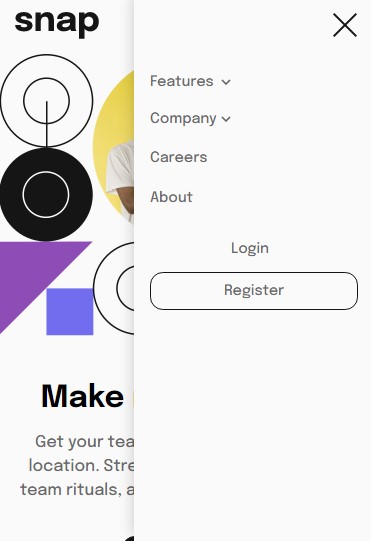 snap
Features
Company
Careers
About
Login
Register
Make
Get your tea
location. Stre
team rituals, a